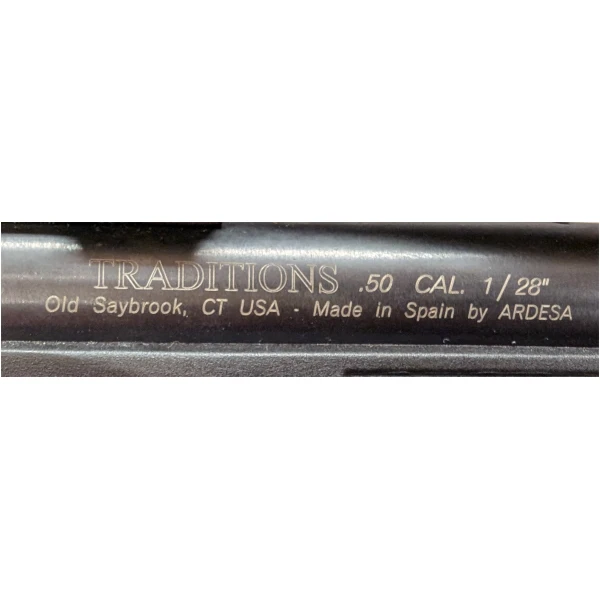 TRADITIONS .50 CAL. 1/28"
Old Saybrook, CT USA - Made in Spain by ARDESA